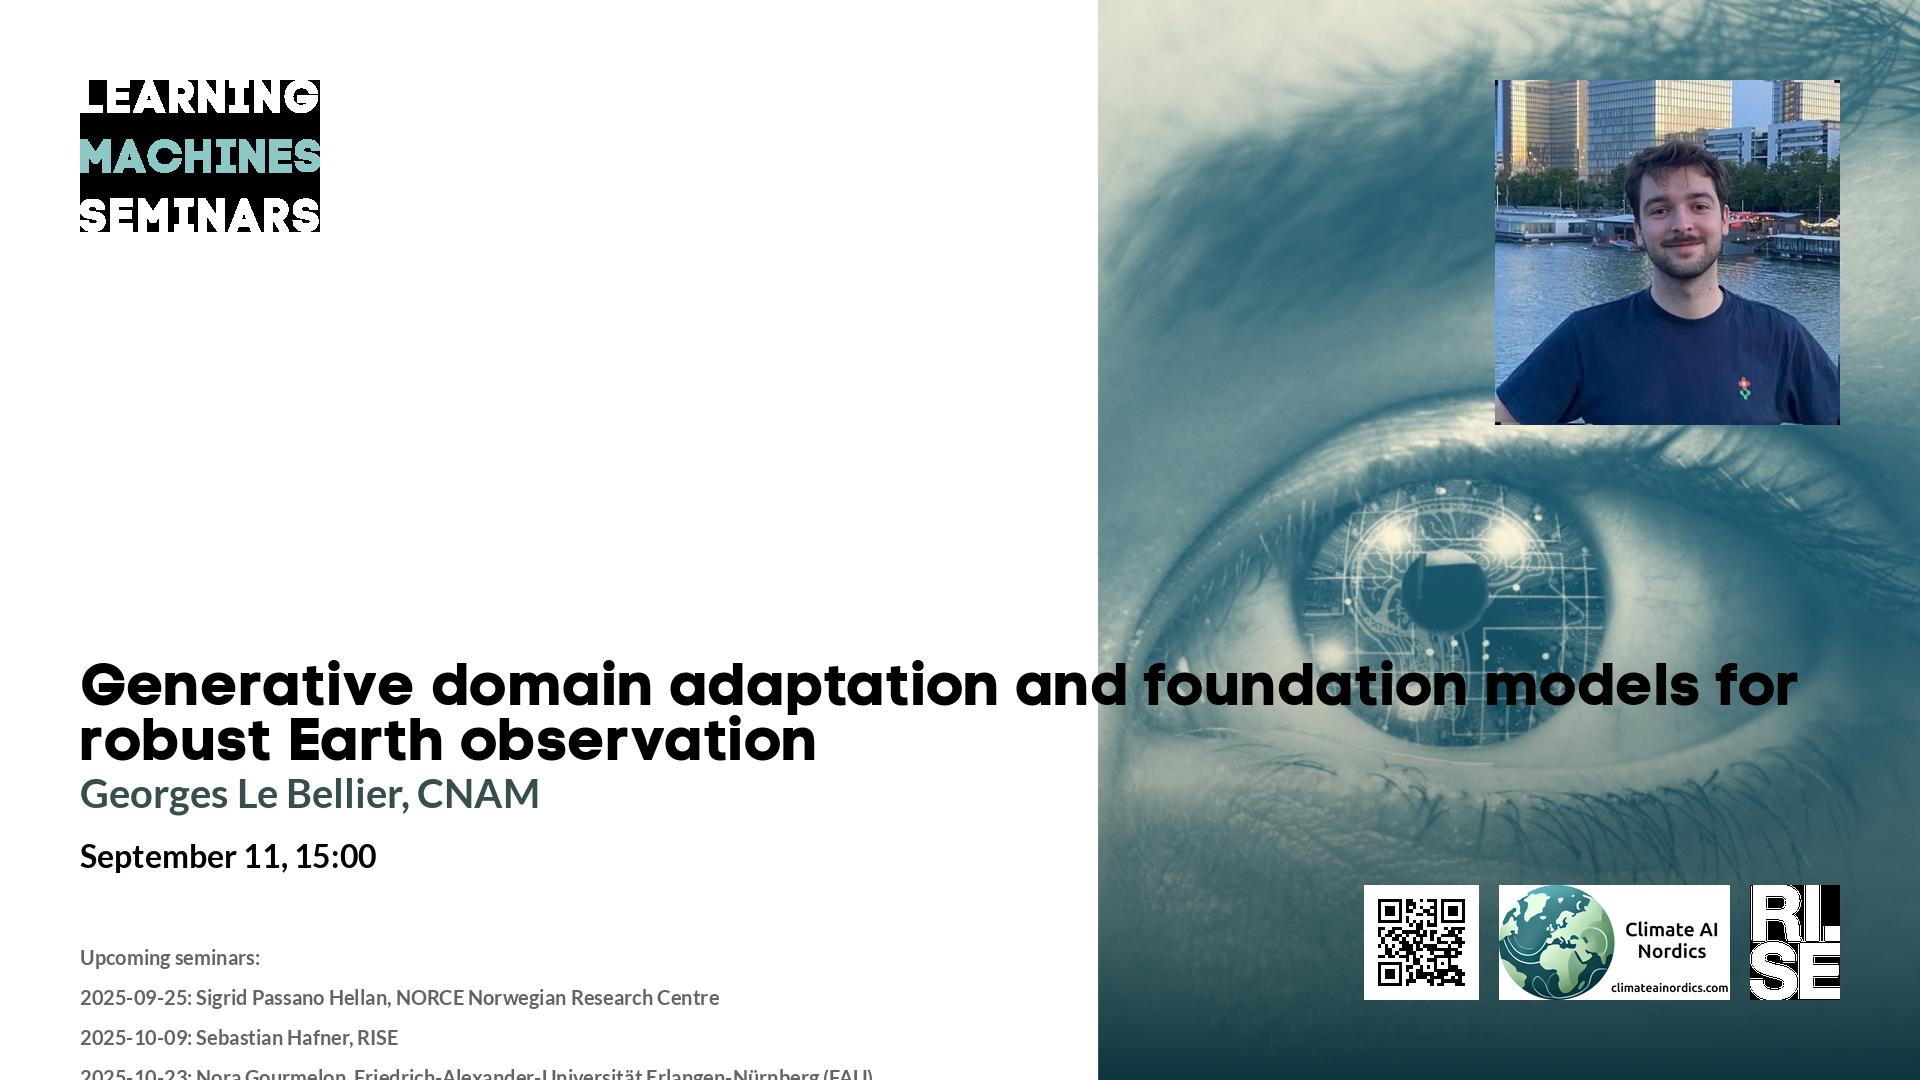 LEARNING
MACHINES
SEMINARS
Generative domain adaptation and foundation models for
robust Earth observation
Georges Le Bellier, CNAM
September 11, 15:00
Upcoming seminars:
2025-09-25: Sigrid Passano Hellan, NORCE Norwegian Research Centre
2025-10-09: Sebastian Hafner, RISE
2025-10-23: Nora Gourmelon, Friedrich-Alexander-Universität Erlangen-Nürnberg (FAU)
Climate AI
Nordics
climateainordics.com
RI.
SE